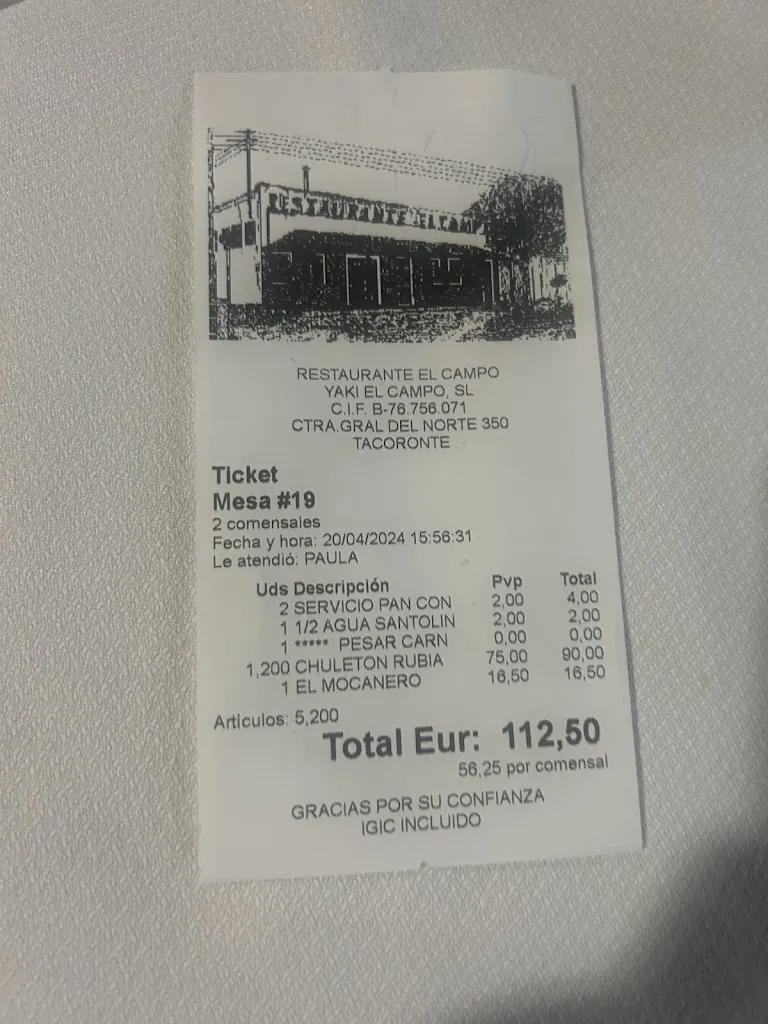 RESTAURANTE EL CAMP
RESTAURANTE EL CAMPO
YAKI EL CAMPO, SL
C.I.F. B-76.756.071
CTRA.GRAL DEL NORTE 350
TACORONTE
Ticket
Mesa #19
2 comensales
Fecha y hora: 20/04/2024 15:56:31
Le atendió: PAULA
Uds Descripción Pvp Total
2 SERVICIO PAN CON 2,00 4,00
1 1/2 AGUA SANTOLIN 2,00 2,00
1 ***** PESAR CARN 0,00 0,00
1,200 CHULETON RUBIA 75,00 90,00
1 EL MOCANERO 16,50 16,50
Articulos: 5,200
Total Eur: 112,50
56,25 por comensal
GRACIAS POR SU CONFIANZA
IGIC INCLUIDO